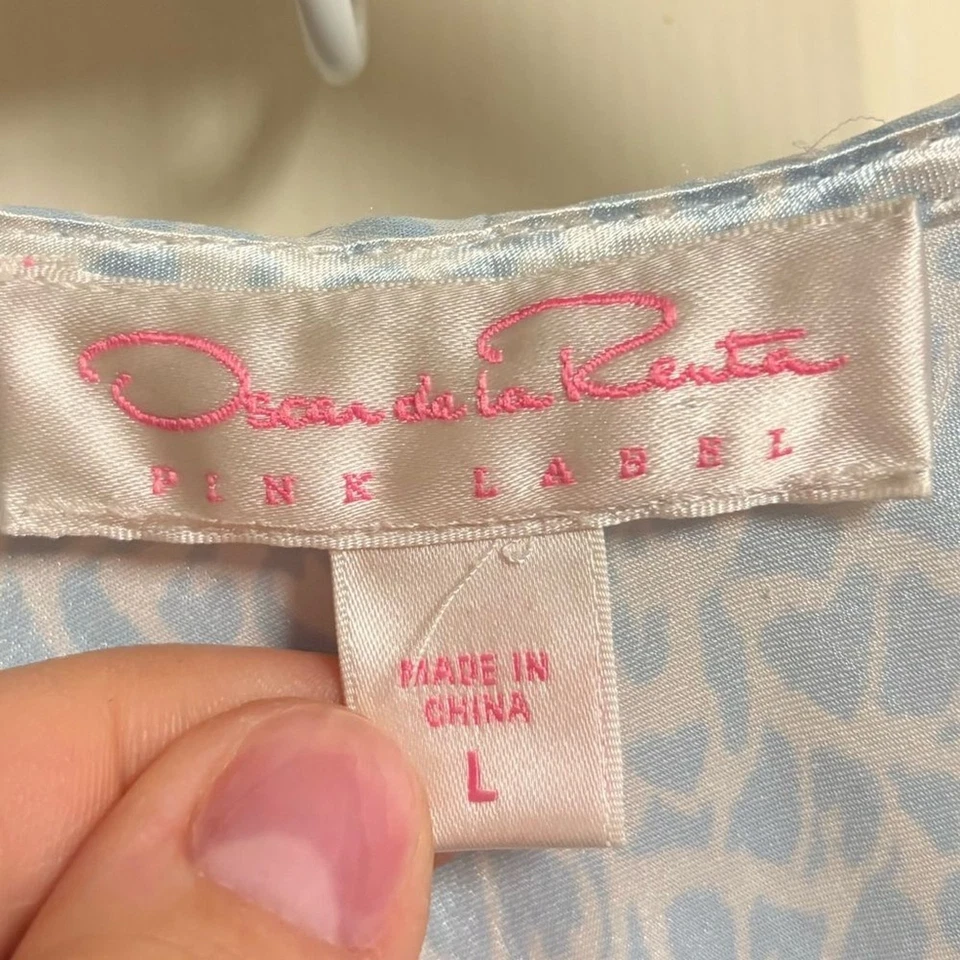 Oscar de la Renta
PINK LABEL
MADE IN
CHINA
L